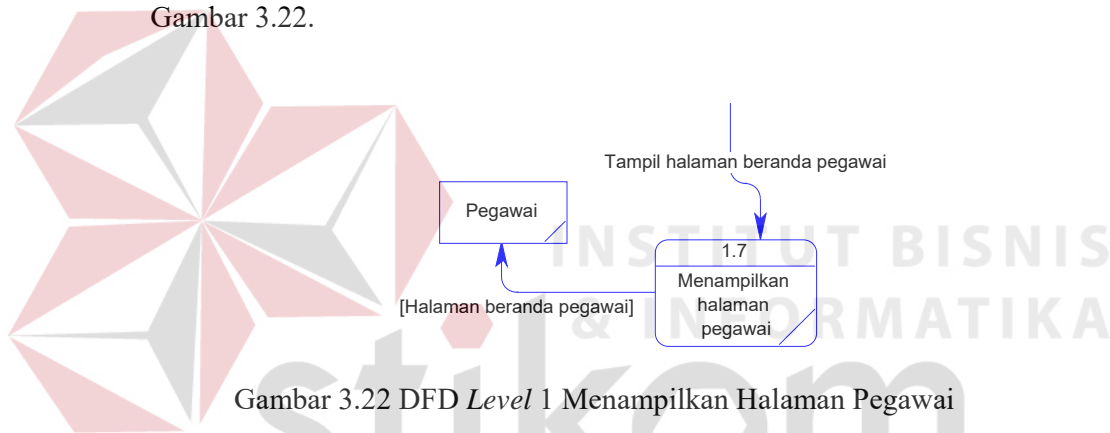 Gambar 3.22.
Tampil halaman beranda pegawai
Pegawai
INSTITUT BISNIS
1.7
Menampilkan
halaman
pegawai
[Halaman beranda pegawai]
& INFORMATIKA
stikom
Gambar 3.22 DFD Level 1 Menampilkan Halaman Pegawai